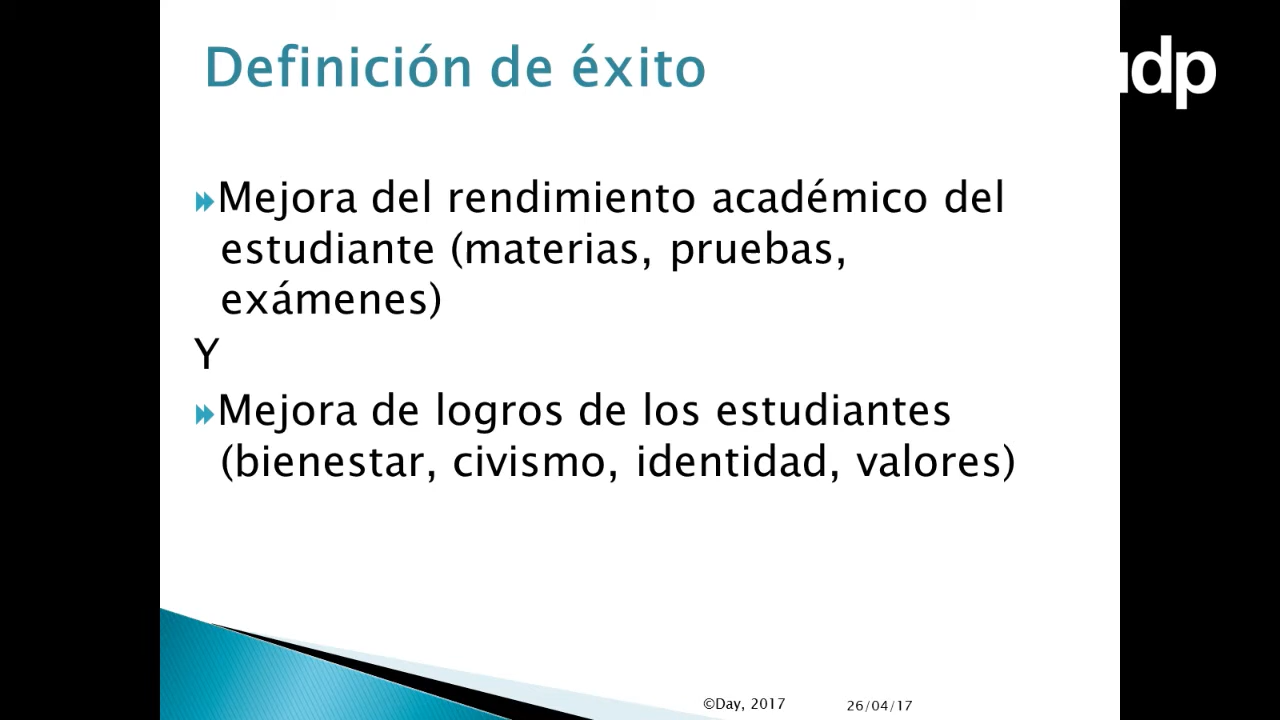 Definición de éxito
udp
Mejora del rendimiento académico del
estudiante (materias, pruebas,
exámenes)
Y
Mejora de logros de los estudiantes
(bienestar, civismo, identidad, valores)
©Day, 2017
26/04/17